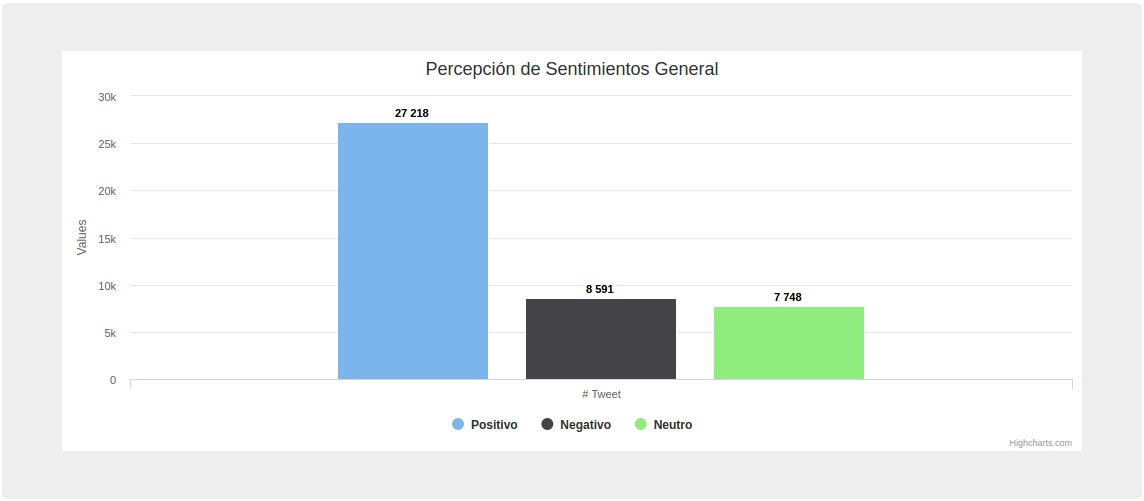 Percepción de Sentimientos General
30k
25k
20k
15k
10k
5k
0
Values
27 218
8 591
7 748
# Tweet
Positivo Negativo Neutro
Highcharts.com